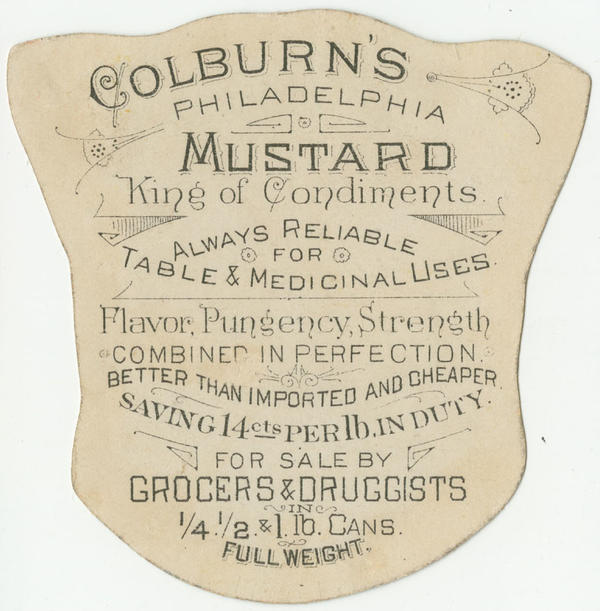 COLBURN'S
PHILADELPHIA
MUSTARD
King of Condiments.
ALWAYS RELIABLE
FOR
TABLE & MEDICINAL USES.
Flavor, Pungency, Strength
COMBINED IN PERFECTION.
BETTER THAN IMPORTED AND CHEAPER.
SAVING 14cts PER lb. IN DUTY.
FOR SALE BY
GROCERS & DRUGGISTS
IN
1/4. 1/2. & 1. lb. CANS.
FULL WEIGHT.